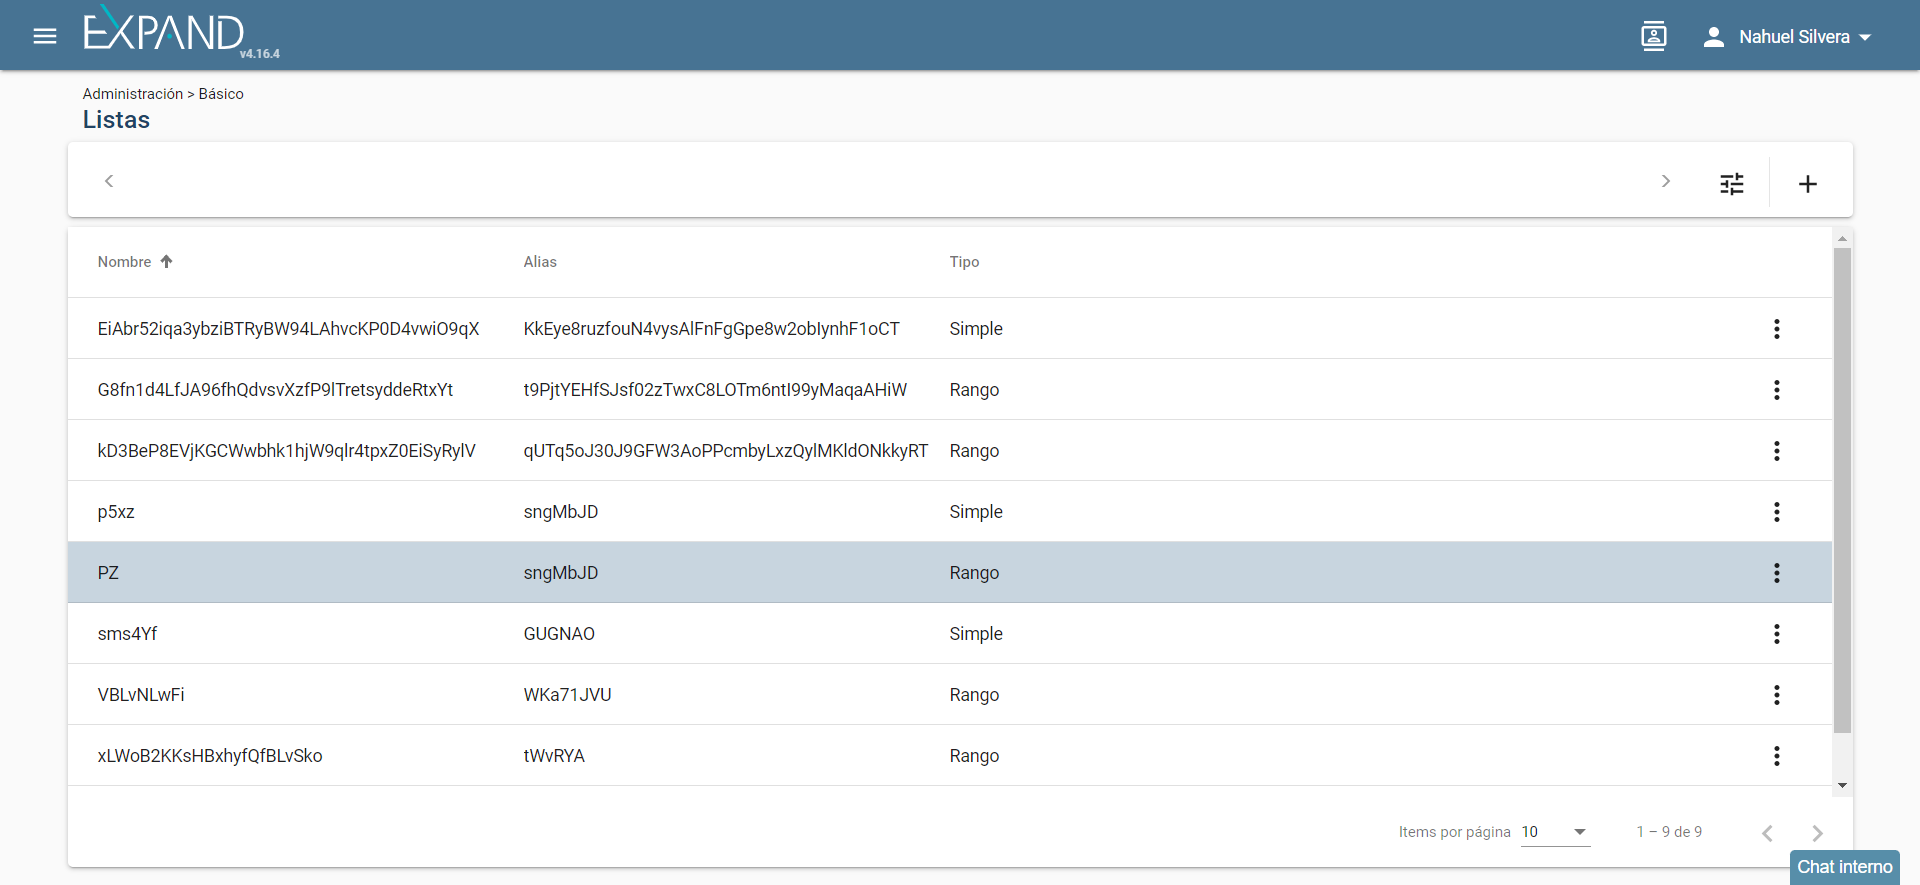 EXPAND
v4.16.4
Nahuel Silvera
Administración > Básico
Listas
Nombre Alias Tipo
EiAbr52iqa3ybziBTRyBW94LAhvcKP0D4vwiO9qX KkEye8ruzfouN4vysAlFnFgGpe8w2oblynhF1oCT Simple
G8fn1d4LfJA96fhQdvsvXzfP9lTretsyddeRtxYt t9PjtYEHfSJsf02zTwxC8LOTm6ntI99yMaqaAHiW Rango
kD3BeP8EVjKGCWwbhk1hjW9qlr4tpxZ0EiSyRylV qUTq5oJ30J9GFW3AoPPcmbyLxzQylMKldONkkyRT Rango
p5xz sngMbJD Simple
PZ sngMbJD Rango
sms4Yf GUGNAO Simple
VBLvNLwFi WKa71JVU Rango
xLWoB2KKsHBxhyfQfBLvSko tWvRYA Rango
Items por página 10 1 – 9 de 9
Chat interno